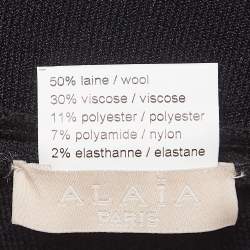 50% laine / wool
30% viscose / viscose
11% polyester / polyester
7% polyamide / nylon
2% elasthanne / elastane
ALAÏA
PARIS